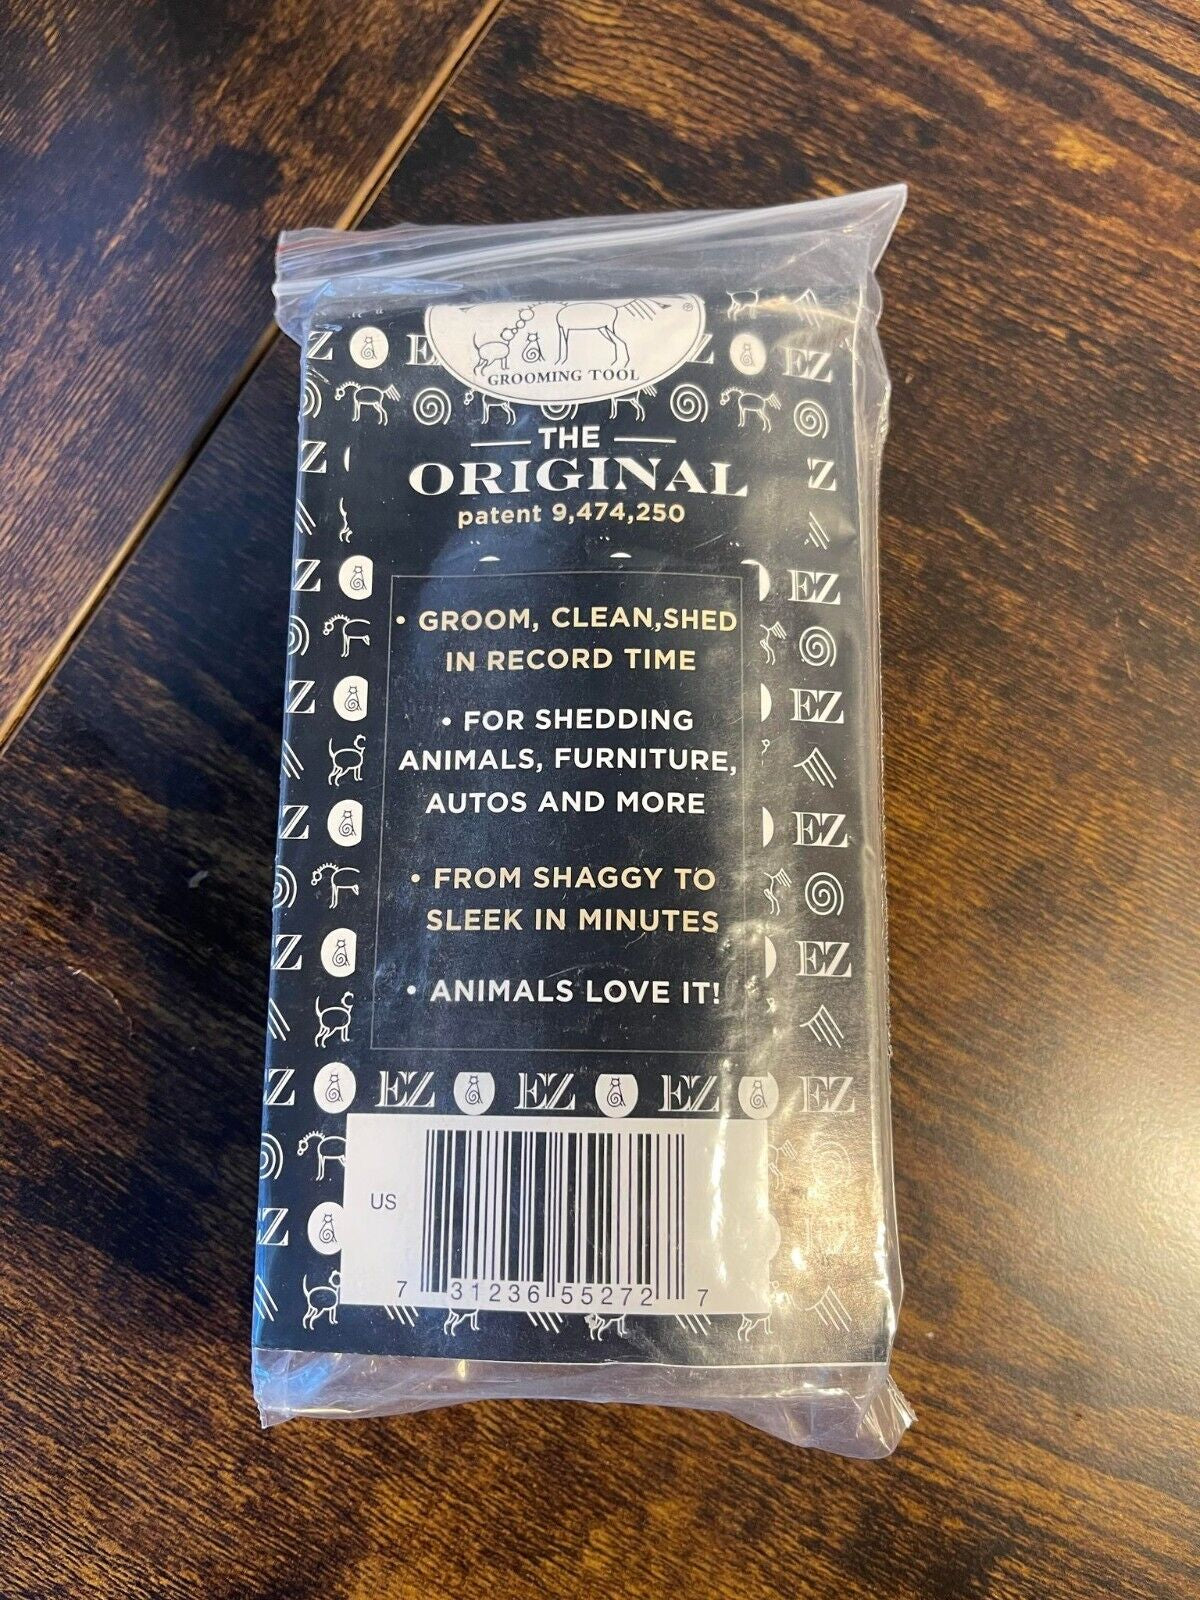 GROOMING TOOL
®
THE
ORIGINAL
patent 9,474,250
• GROOM, CLEAN,SHED
IN RECORD TIME
• FOR SHEDDING
ANIMALS, FURNITURE,
AUTOS AND MORE
• FROM SHAGGY TO
SLEEK IN MINUTES
• ANIMALS LOVE IT!
Z E Z EZ
Z Z
Z EZ
Z EZ
Z EZ
Z EZ
Z EZ EZ EZ EZ
Z EZ
US
7 31236 55272 7